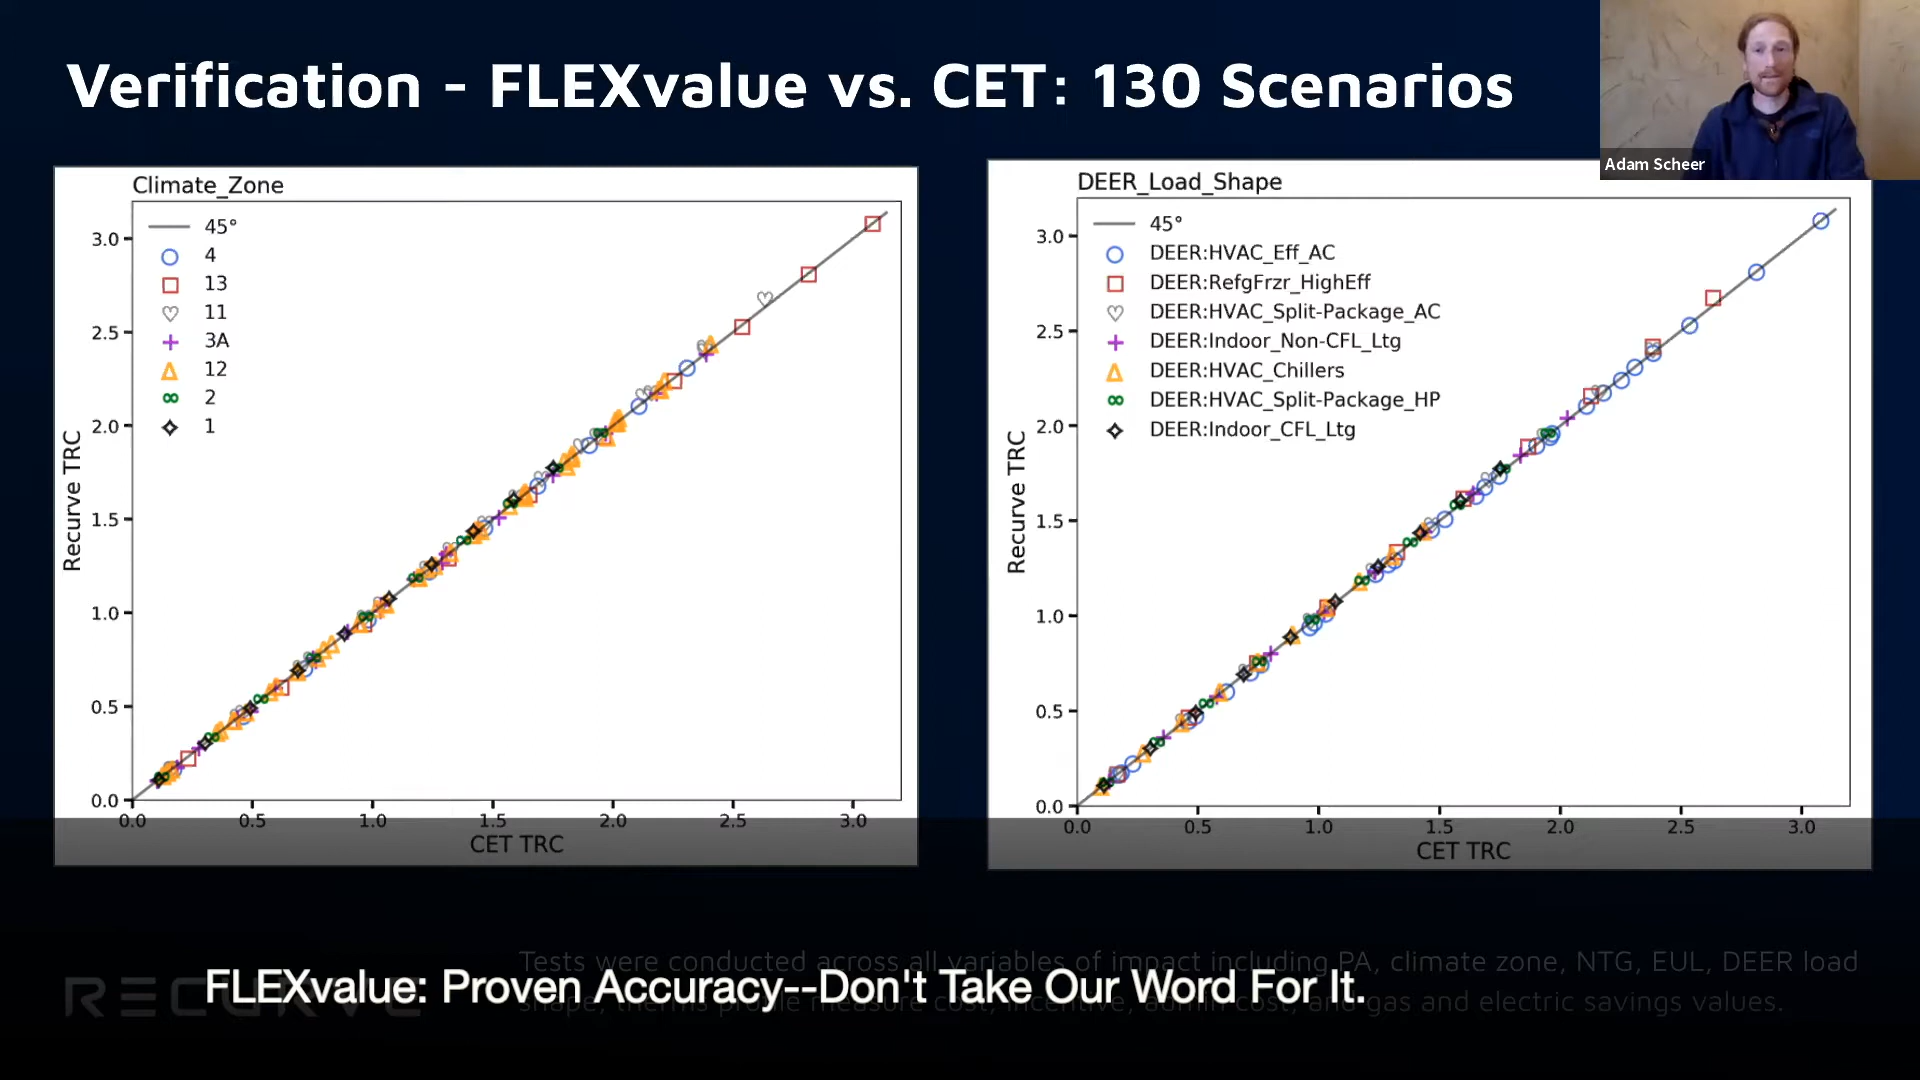 Verification - FLEXvalue vs. CET: 130 Scenarios
Adam Scheer
Climate_Zone
45°
4
13
11
3A
12
2
1
Recurve TRC
3.0
2.5
2.0
1.5
1.0
0.5
0.0
0.0 0.5 1.0 1.5 2.0 2.5 3.0
CET TRC
DEER_Load_Shape
45°
DEER:HVAC_Eff_AC
DEER:RefgFrzr_HighEff
DEER:HVAC_Split-Package_AC
DEER:Indoor_Non-CFL_Ltg
DEER:HVAC_Chillers
DEER:HVAC_Split-Package_HP
DEER:Indoor_CFL_Ltg
Recurve TRC
3.0
2.5
2.0
1.5
1.0
0.5
0.0
0.0 0.5 1.0 1.5 2.0 2.5 3.0
CET TRC
Tests were conducted across all variables of impact including PA, climate zone, NTG, EUL, DEER load
shape, therms profile measure cost, incentive, admin cost, and gas and electric savings values.
RECURVE
FLEXvalue: Proven Accuracy--Don't Take Our Word For It.